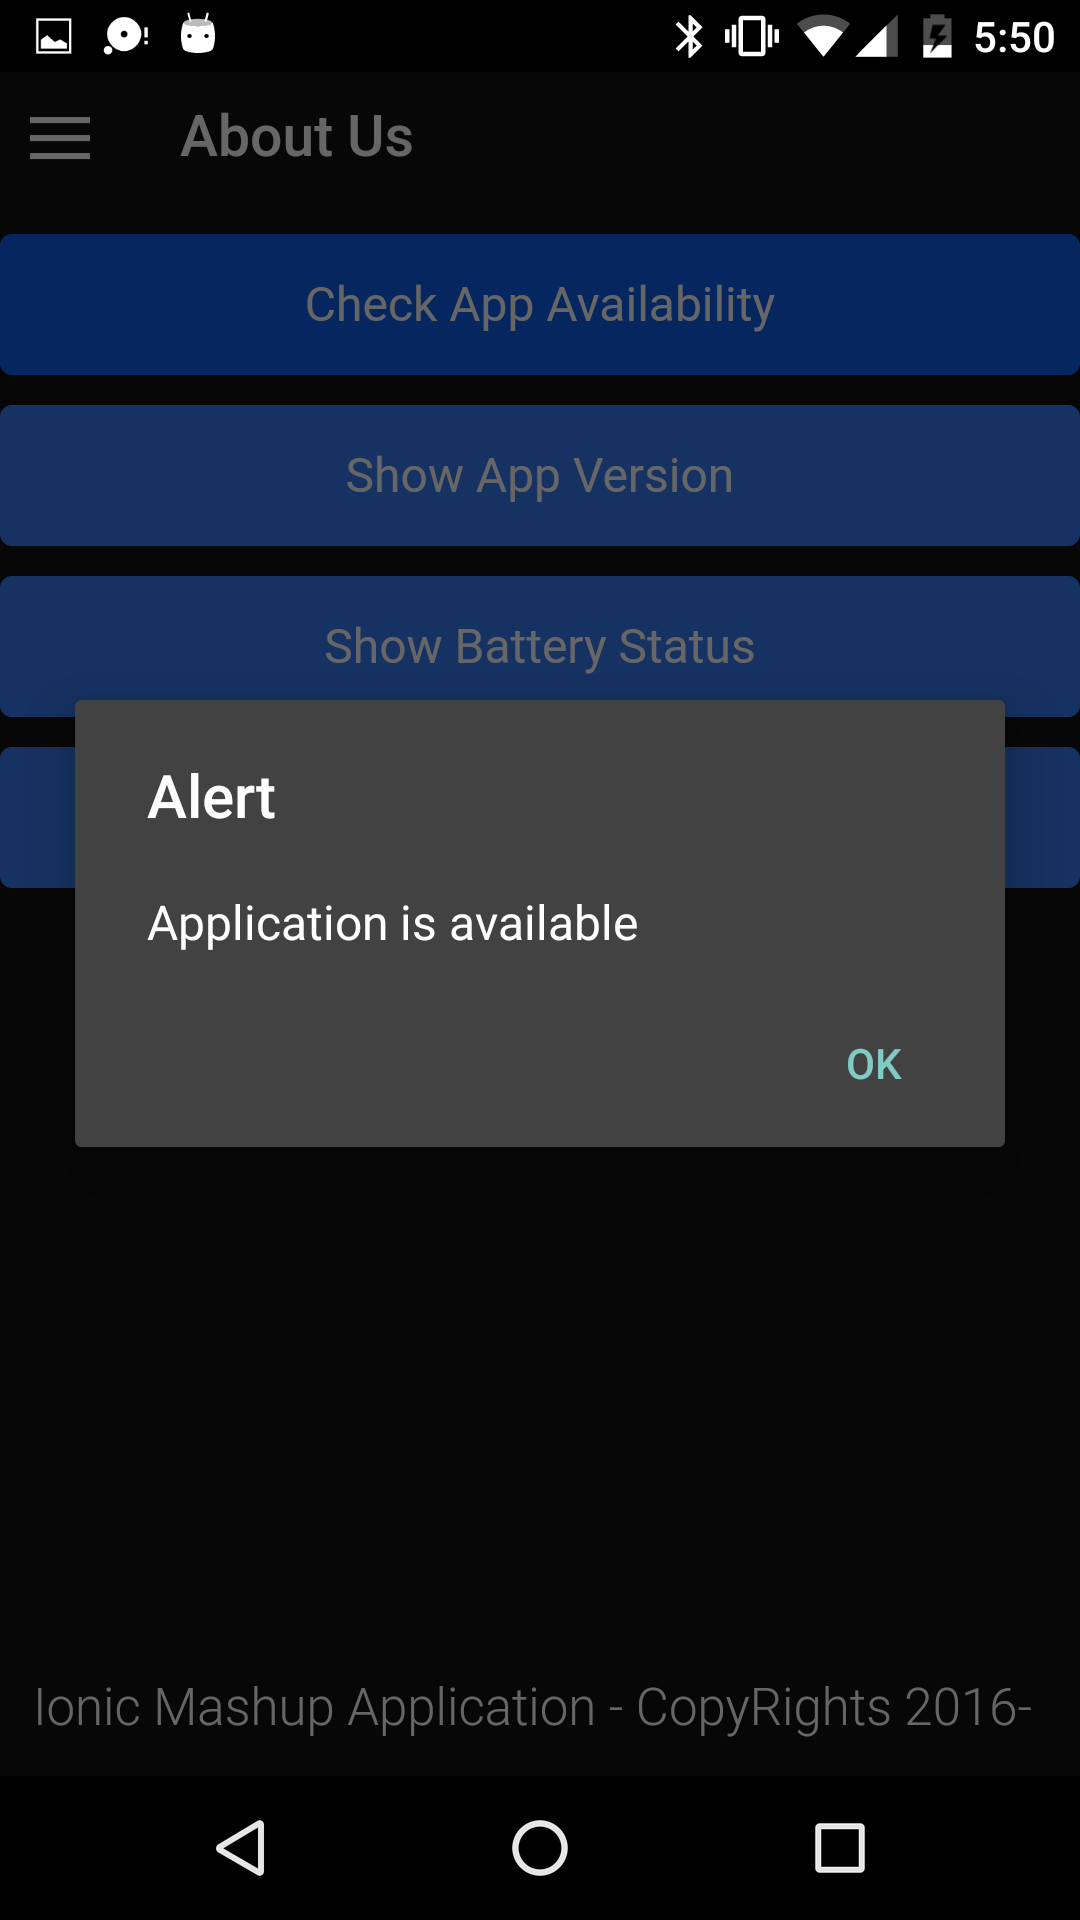 5:50
About Us
Check App Availability
Show App Version
Show Battery Status
Alert
Application is available
OK
Ionic Mashup Application - CopyRights 2016-